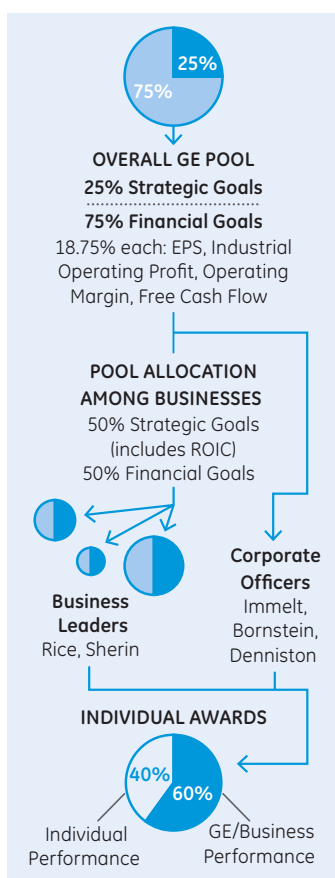 25%
75%
OVERALL GE POOL
25% Strategic Goals
75% Financial Goals
18.75% each: EPS, Industrial
Operating Profit, Operating
Margin, Free Cash Flow
POOL ALLOCATION
AMONG BUSINESSES
50% Strategic Goals
(includes ROIC)
50% Financial Goals
Business
Leaders
Rice, Sherin
Corporate
Officers
Immelt,
Bornstein,
Denniston
INDIVIDUAL AWARDS
40%
60%
Individual
Performance
GE/Business
Performance